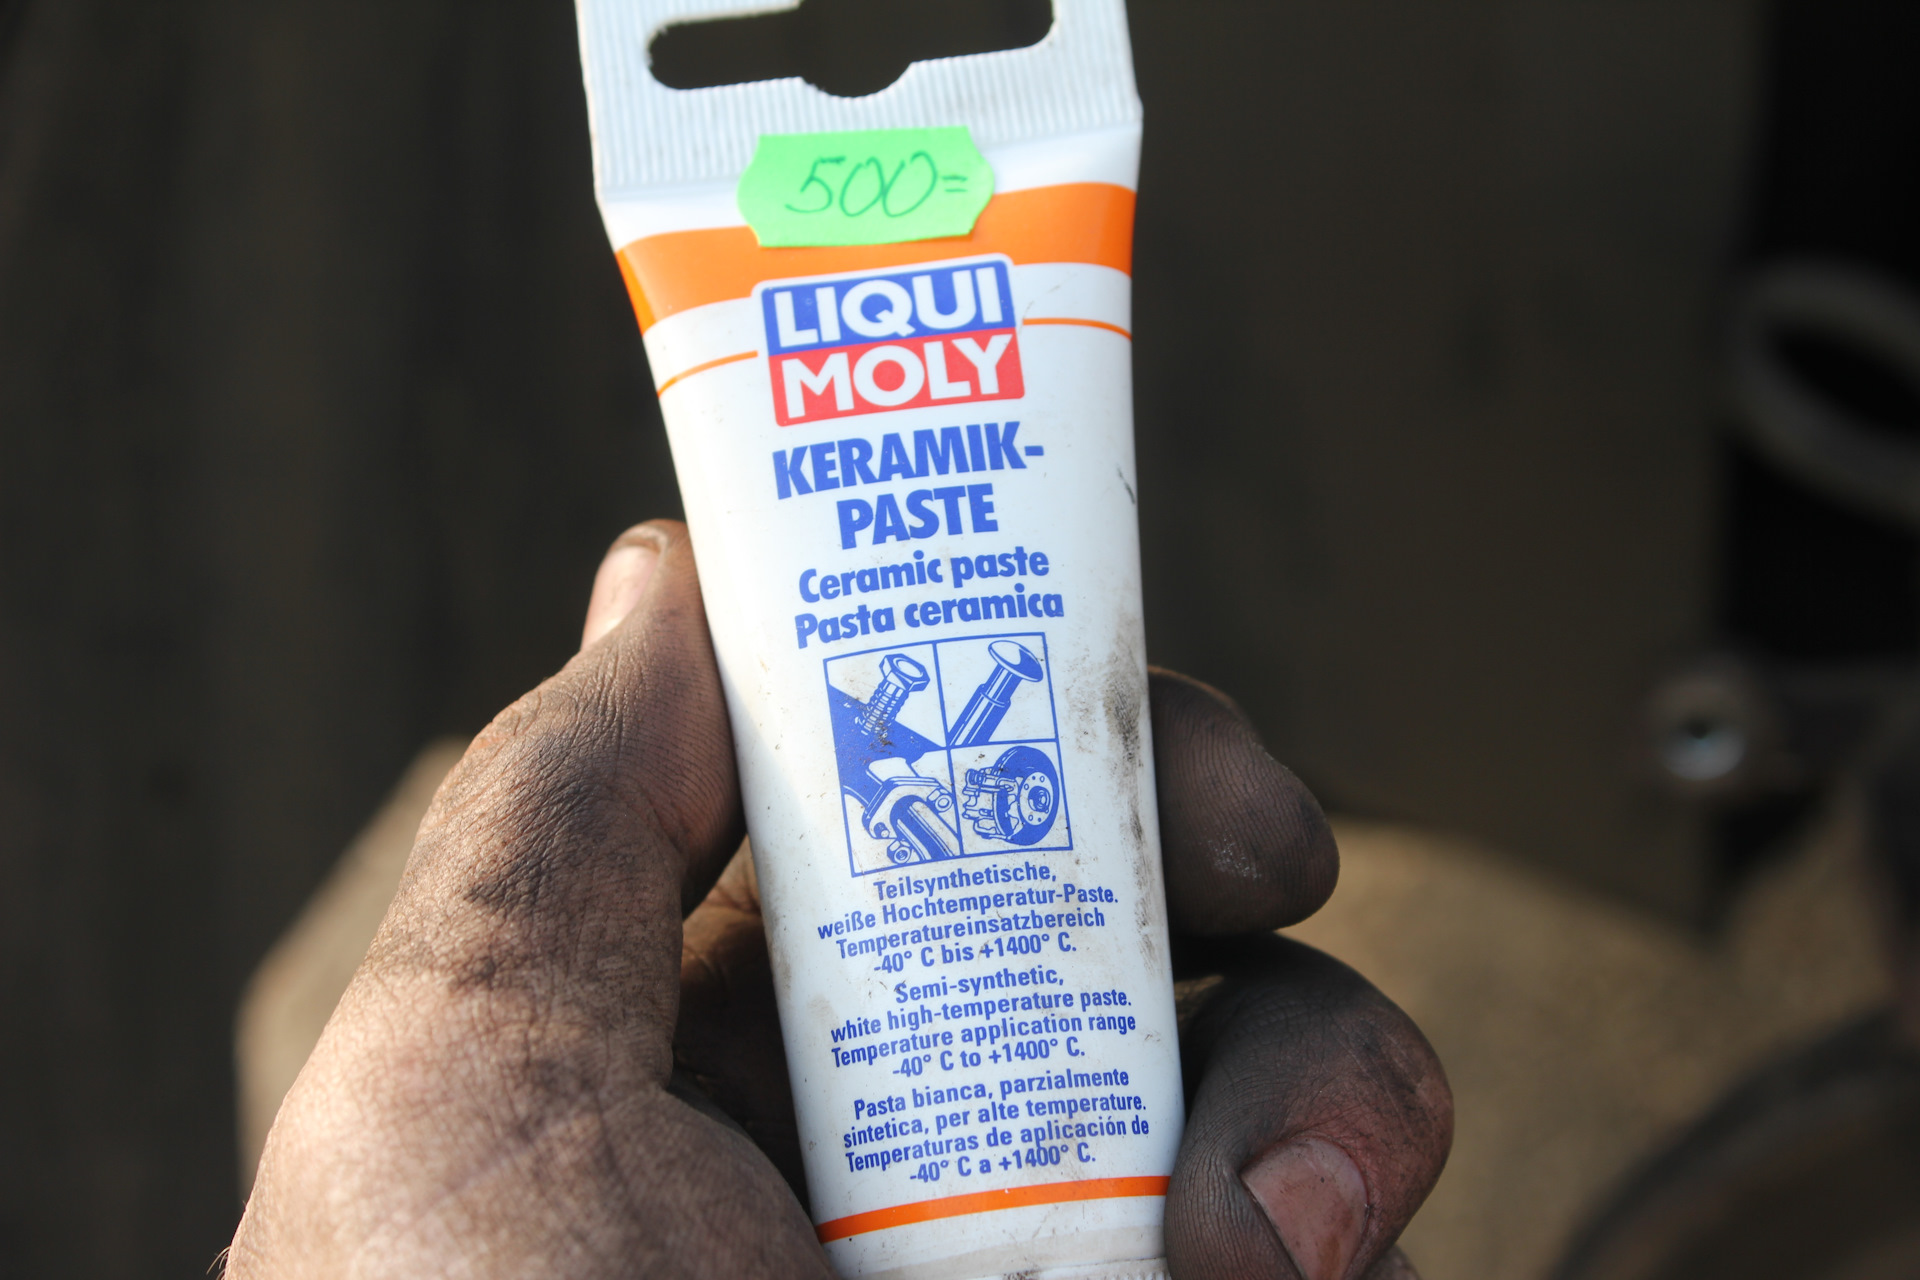 500=
LIQUI
MOLY
KERAMIK-
PASTE
Ceramic paste
Pasta ceramica
Teilsynthetische,
weiße Hochtemperatur-Paste.
Temperatureinsatzbereich
-40° C bis +1400° C.
Semi-synthetic,
white high-temperature paste.
Temperature application range
-40° C to +1400° C.
Pasta bianca, parzialmente
sintetica, per alte temperature.
Temperaturas de aplicación de
-40° C a +1400° C.